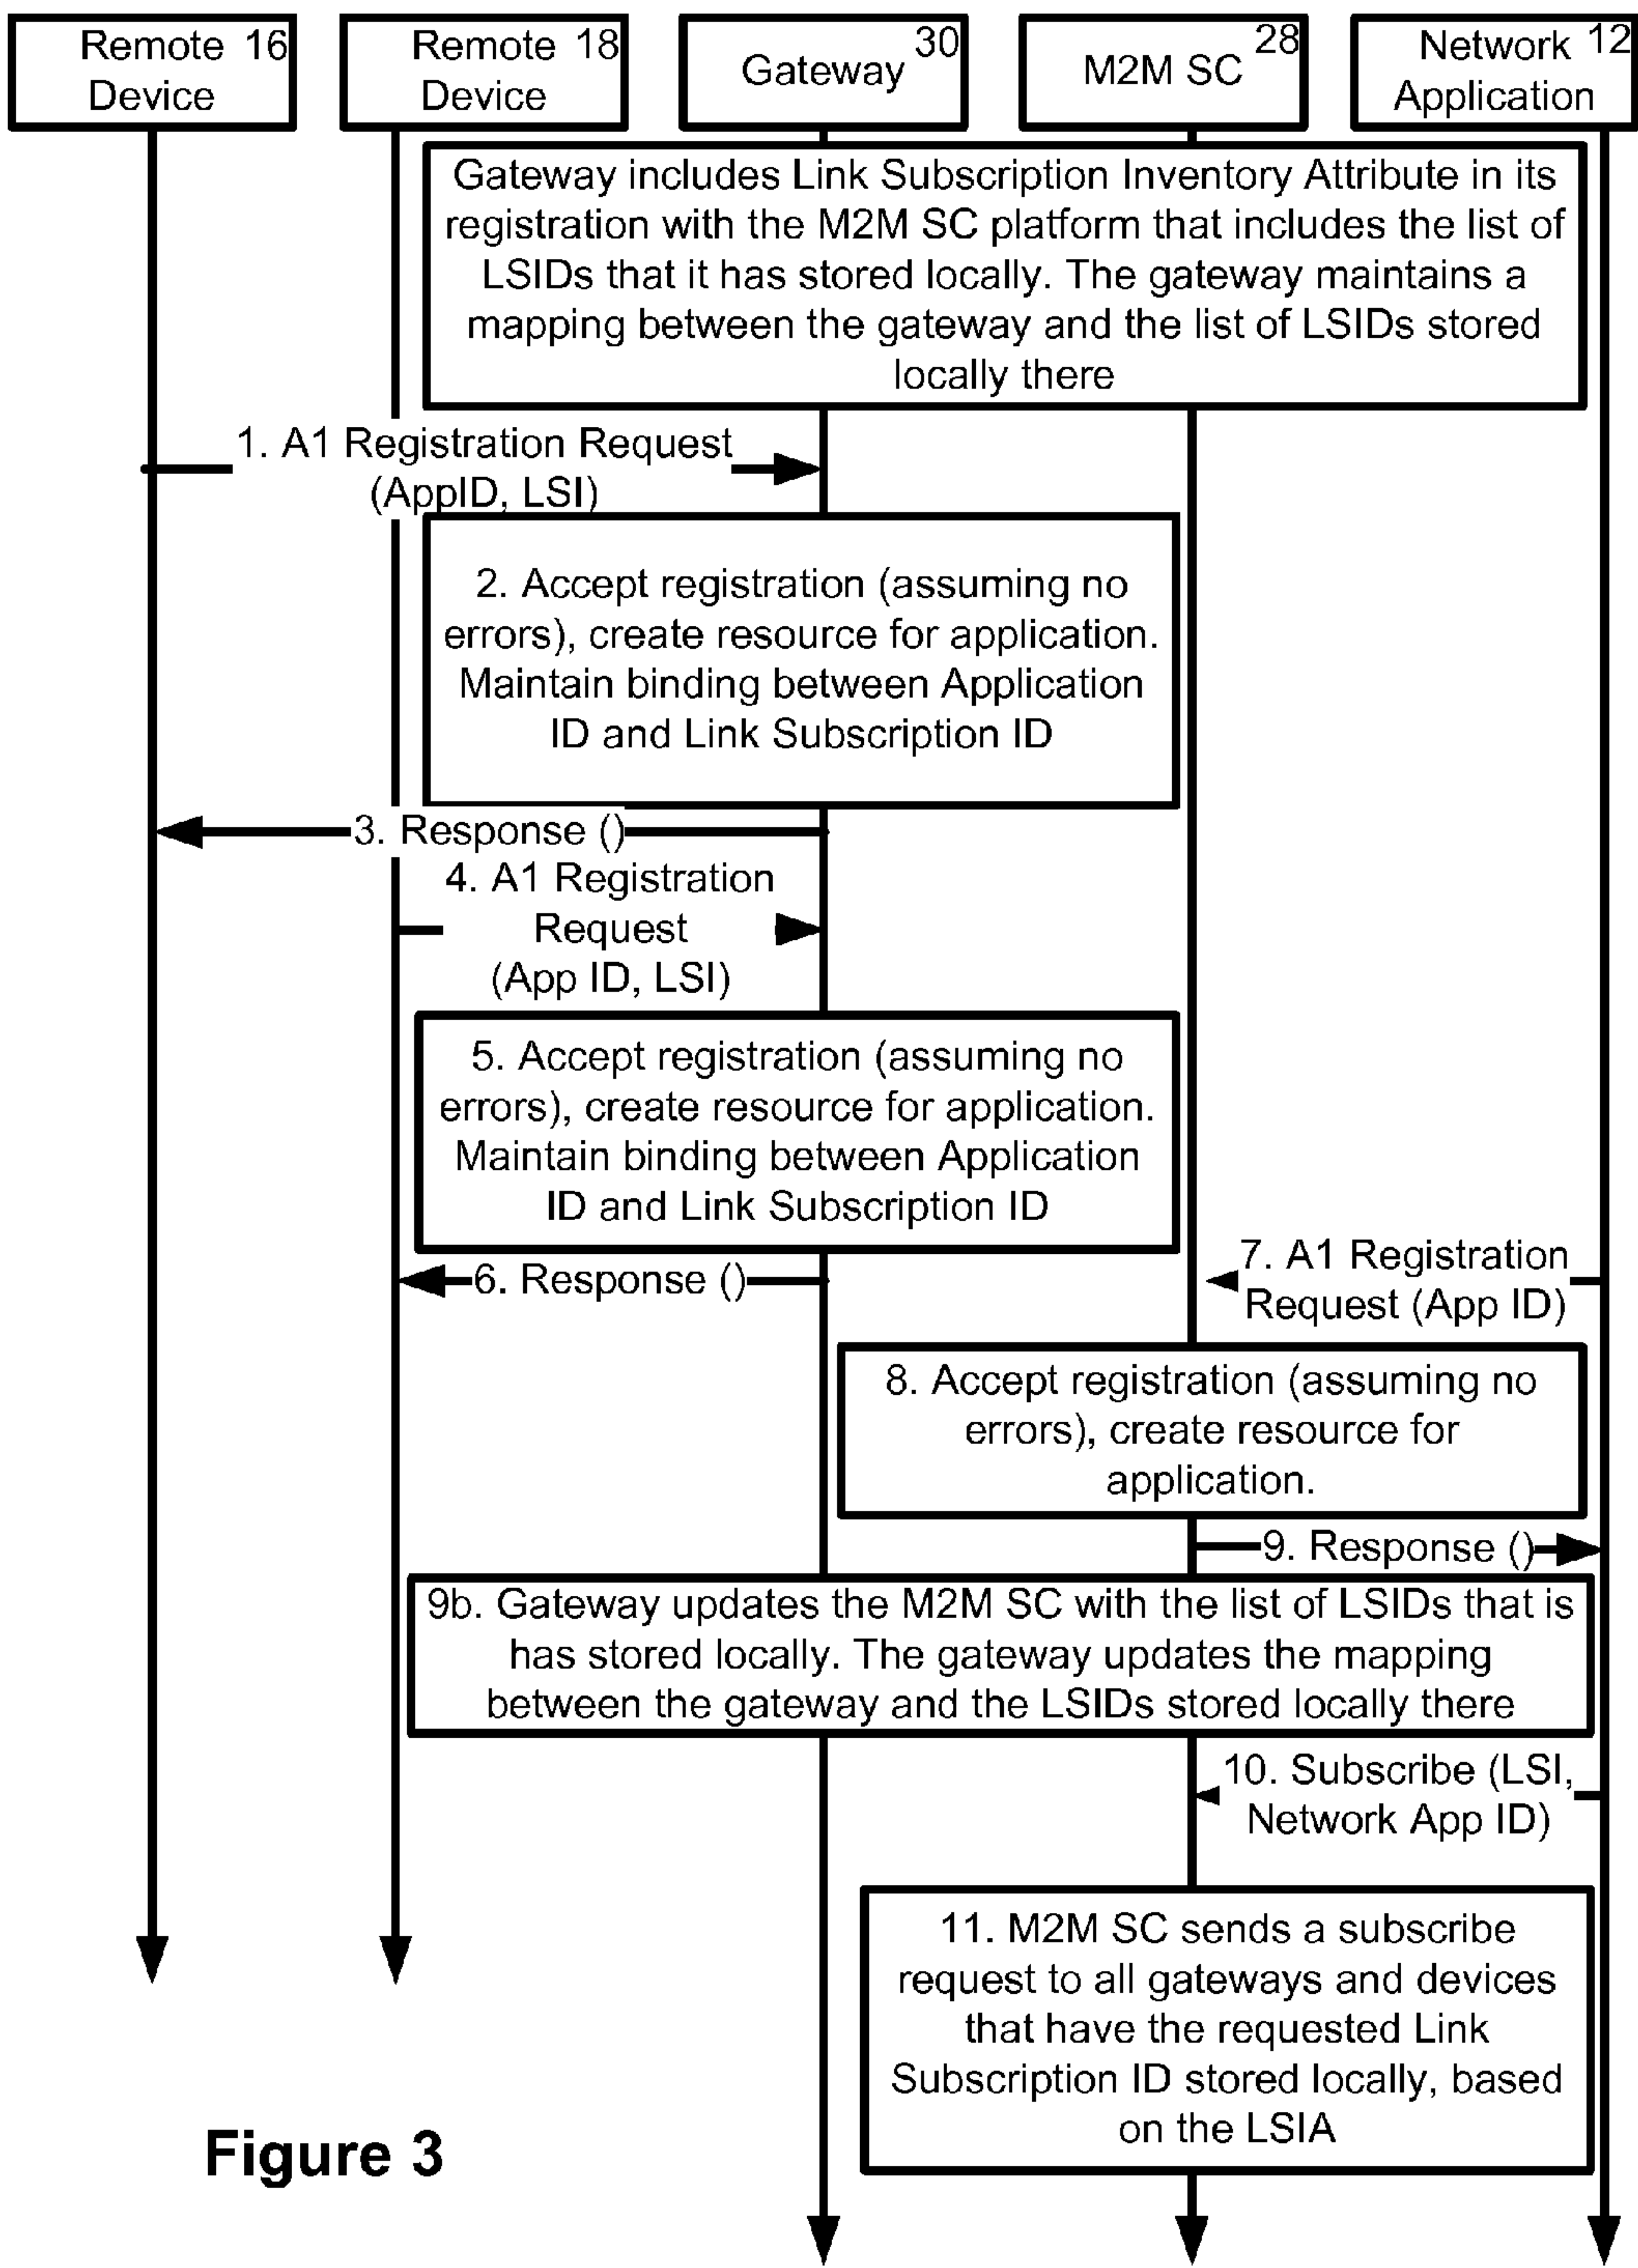 Remote 16
Device
Remote 18
Device
Gateway 30
M2M SC 28
Network 12
Application
Gateway includes Link Subscription Inventory Attribute in its
registration with the M2M SC platform that includes the list of
LSIDs that it has stored locally. The gateway maintains a
mapping between the gateway and the list of LSIDs stored
locally there
1. A1 Registration Request
(AppID, LSI)
2. Accept registration (assuming no
errors), create resource for application.
Maintain binding between Application
ID and Link Subscription ID
3. Response ()
4. A1 Registration
Request
(App ID, LSI)
5. Accept registration (assuming no
errors), create resource for application.
Maintain binding between Application
ID and Link Subscription ID
6. Response ()
7. A1 Registration
Request (App ID)
8. Accept registration (assuming no
errors), create resource for
application.
9. Response ()
9b. Gateway updates the M2M SC with the list of LSIDs that is
has stored locally. The gateway updates the mapping
between the gateway and the LSIDs stored locally there
10. Subscribe (LSI,
Network App ID)
11. M2M SC sends a subscribe
request to all gateways and devices
that have the requested Link
Subscription ID stored locally, based
on the LSIA
Figure 3